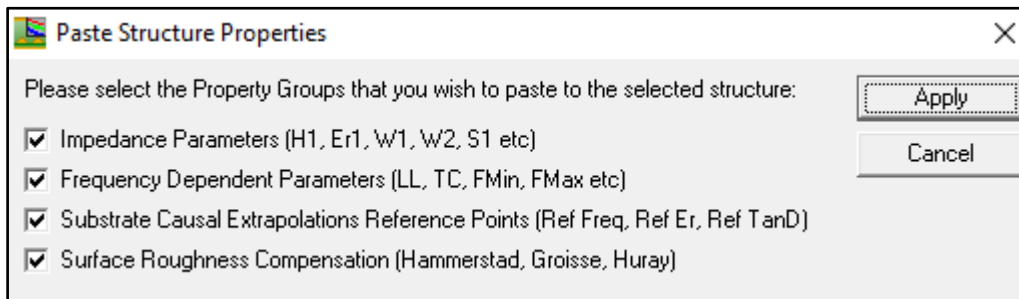 Paste Structure Properties
Please select the Property Groups that you wish to paste to the selected structure:
Apply
Impedance Parameters (H1, Er1, W1, W2, S1 etc)
Cancel
Frequency Dependent Parameters (LL, TC, FMin, FMax etc)
Substrate Causal Extrapolations Reference Points (Ref Freq, Ref Er, Ref TanD)
Surface Roughness Compensation (Hammerstad, Groisse, Huray)